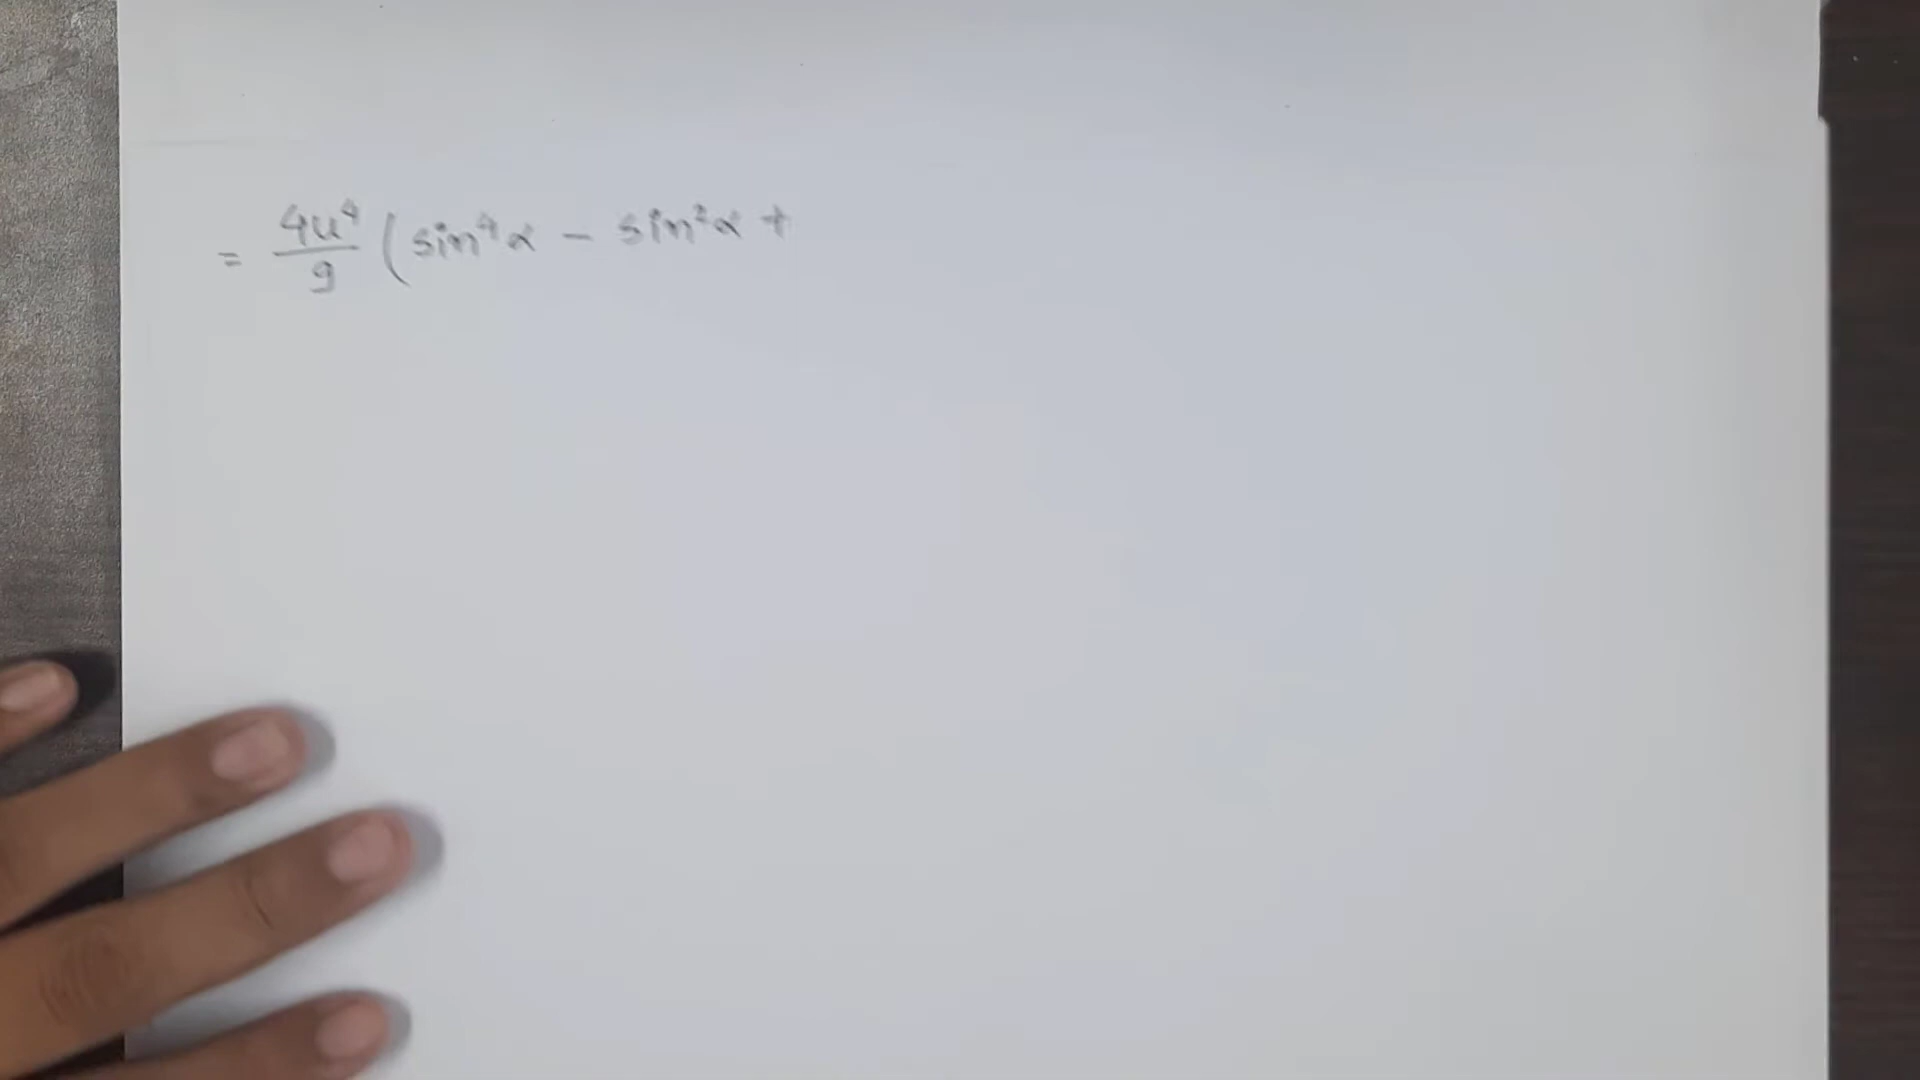 = 4u⁴/9 (sin⁴α − sin²α +